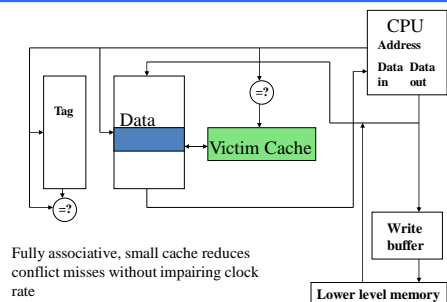 CPU
Address
Data Data
in out
=?
Tag
Data
Victim Cache
=?
Write
buffer
Fully associative, small cache reduces
conflict misses without impairing clock
rate
Lower level memory